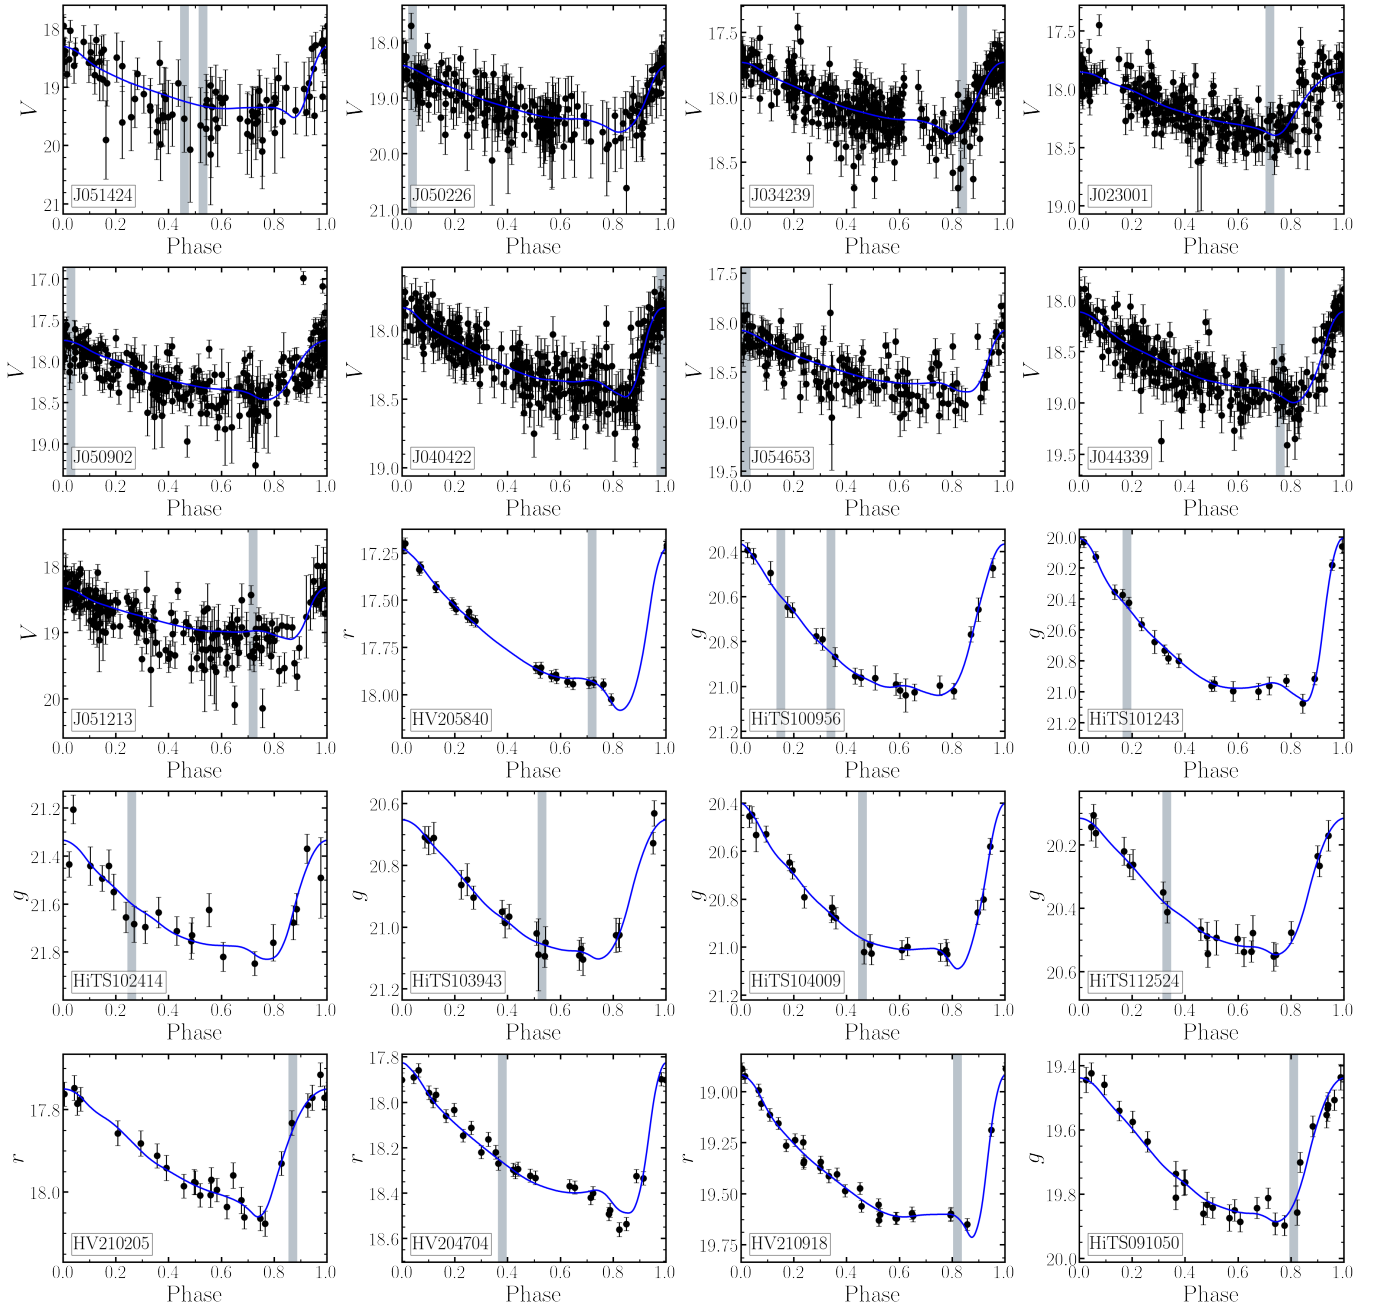 18 19 20 21 V J051424 0.0 0.2 0.4 0.6 0.8 1.0 Phase
18.0 19.0 20.0 21.0 V J050226 0.0 0.2 0.4 0.6 0.8 1.0 Phase
17.5 18.0 18.5 V J034239 0.0 0.2 0.4 0.6 0.8 1.0 Phase
17.5 18.0 18.5 19.0 V J023001 0.0 0.2 0.4 0.6 0.8 1.0 Phase
17.0 17.5 18.0 18.5 19.0 V J050902 0.0 0.2 0.4 0.6 0.8 1.0 Phase
18.0 18.5 19.0 V J040422 0.0 0.2 0.4 0.6 0.8 1.0 Phase
17.5 18.0 18.5 19.0 19.5 V J054653 0.0 0.2 0.4 0.6 0.8 1.0 Phase
18.0 18.5 19.0 19.5 V J044339 0.0 0.2 0.4 0.6 0.8 1.0 Phase
18 19 20 V J051213 0.0 0.2 0.4 0.6 0.8 1.0 Phase
17.25 17.50 17.75 18.00 r HV205840 0.0 0.2 0.4 0.6 0.8 1.0 Phase
20.4 20.6 20.8 21.0 21.2 g HiTS100956 0.0 0.2 0.4 0.6 0.8 1.0 Phase
20.0 20.2 20.4 20.6 20.8 21.0 21.2 g HiTS101243 0.0 0.2 0.4 0.6 0.8 1.0 Phase
21.2 21.4 21.6 21.8 g HiTS102414 0.0 0.2 0.4 0.6 0.8 1.0 Phase
20.6 20.8 21.0 21.2 g HiTS103943 0.0 0.2 0.4 0.6 0.8 1.0 Phase
20.4 20.6 20.8 21.0 21.2 g HiTS104009 0.0 0.2 0.4 0.6 0.8 1.0 Phase
20.2 20.4 20.6 g HiTS112524 0.0 0.2 0.4 0.6 0.8 1.0 Phase
17.8 18.0 r HV210205 0.0 0.2 0.4 0.6 0.8 1.0 Phase
17.8 18.0 18.2 18.4 18.6 r HV204704 0.0 0.2 0.4 0.6 0.8 1.0 Phase
19.00 19.25 19.50 19.75 r HV210918 0.0 0.2 0.4 0.6 0.8 1.0 Phase
19.4 19.6 19.8 20.0 g HiTS091050 0.0 0.2 0.4 0.6 0.8 1.0 Phase